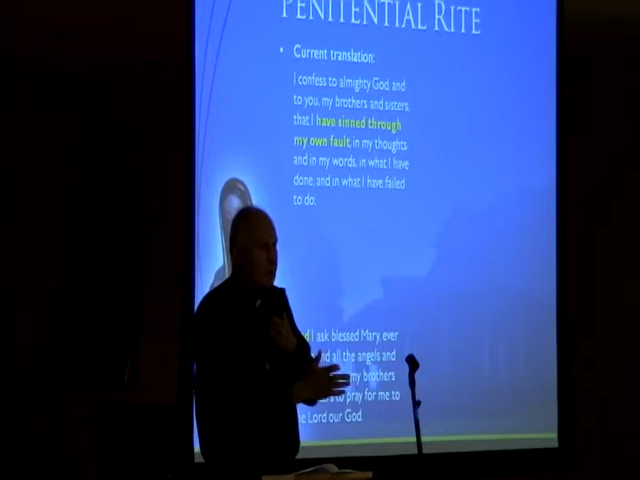 PENITENTIAL RITE
• Current translation:
I confess to almighty God, and
to you, my brothers and sisters,
that I have sinned through
my own fault, in my thoughts
and in my words, in what I have
done, and in what I have failed
to do;
I ask blessed Mary, ever
all the angels and
my brothers
to pray for me to
Lord our God.